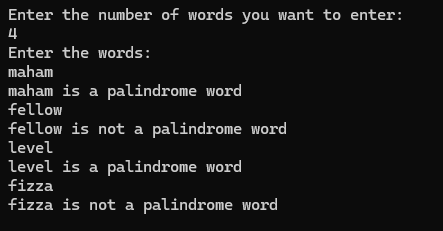 Enter the number of words you want to enter:
4
Enter the words:
maham
maham is a palindrome word
fellow
fellow is not a palindrome word
level
level is a palindrome word
fizza
fizza is not a palindrome word